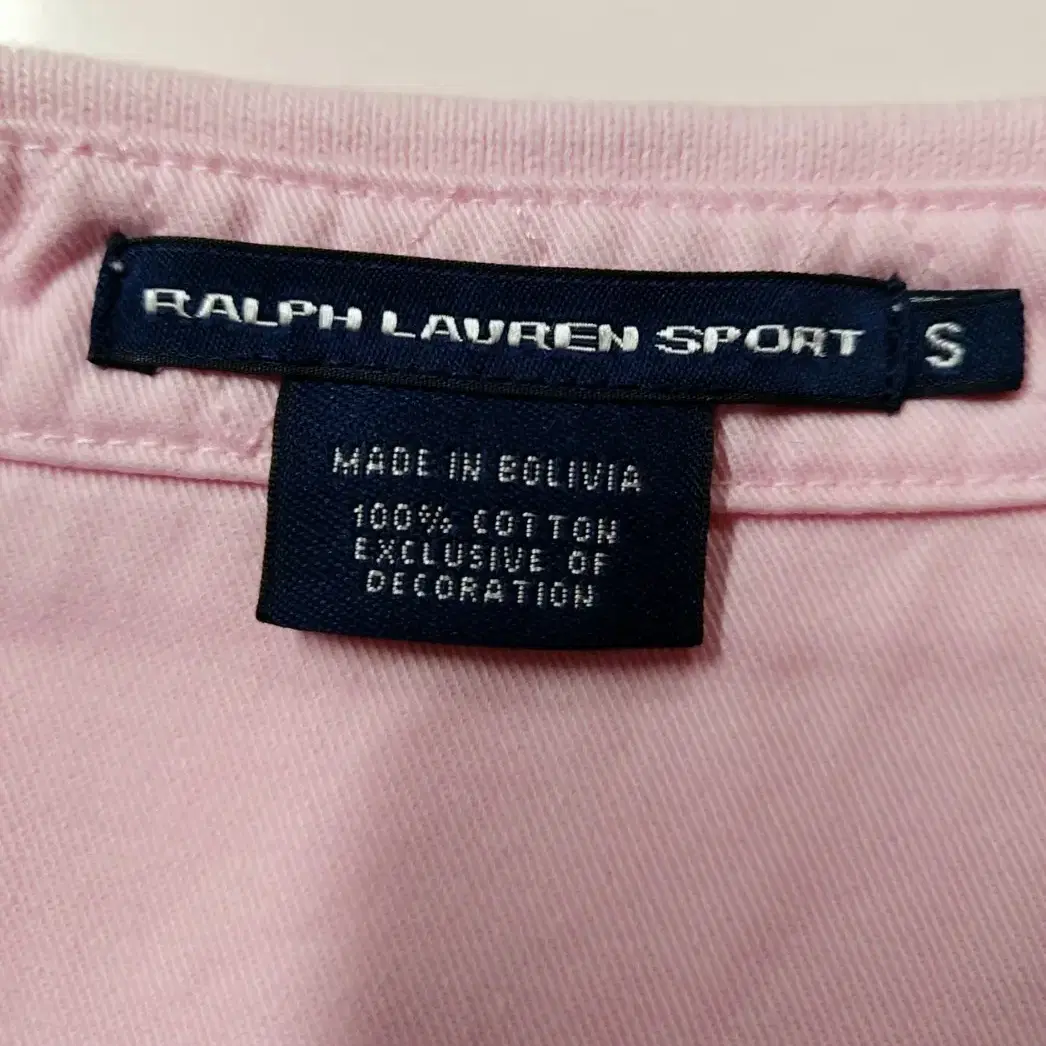 RALPH LAUREN SPORT S
MADE IN BOLIVIA
100% COTTON
EXCLUSIVE OF
DECORATION